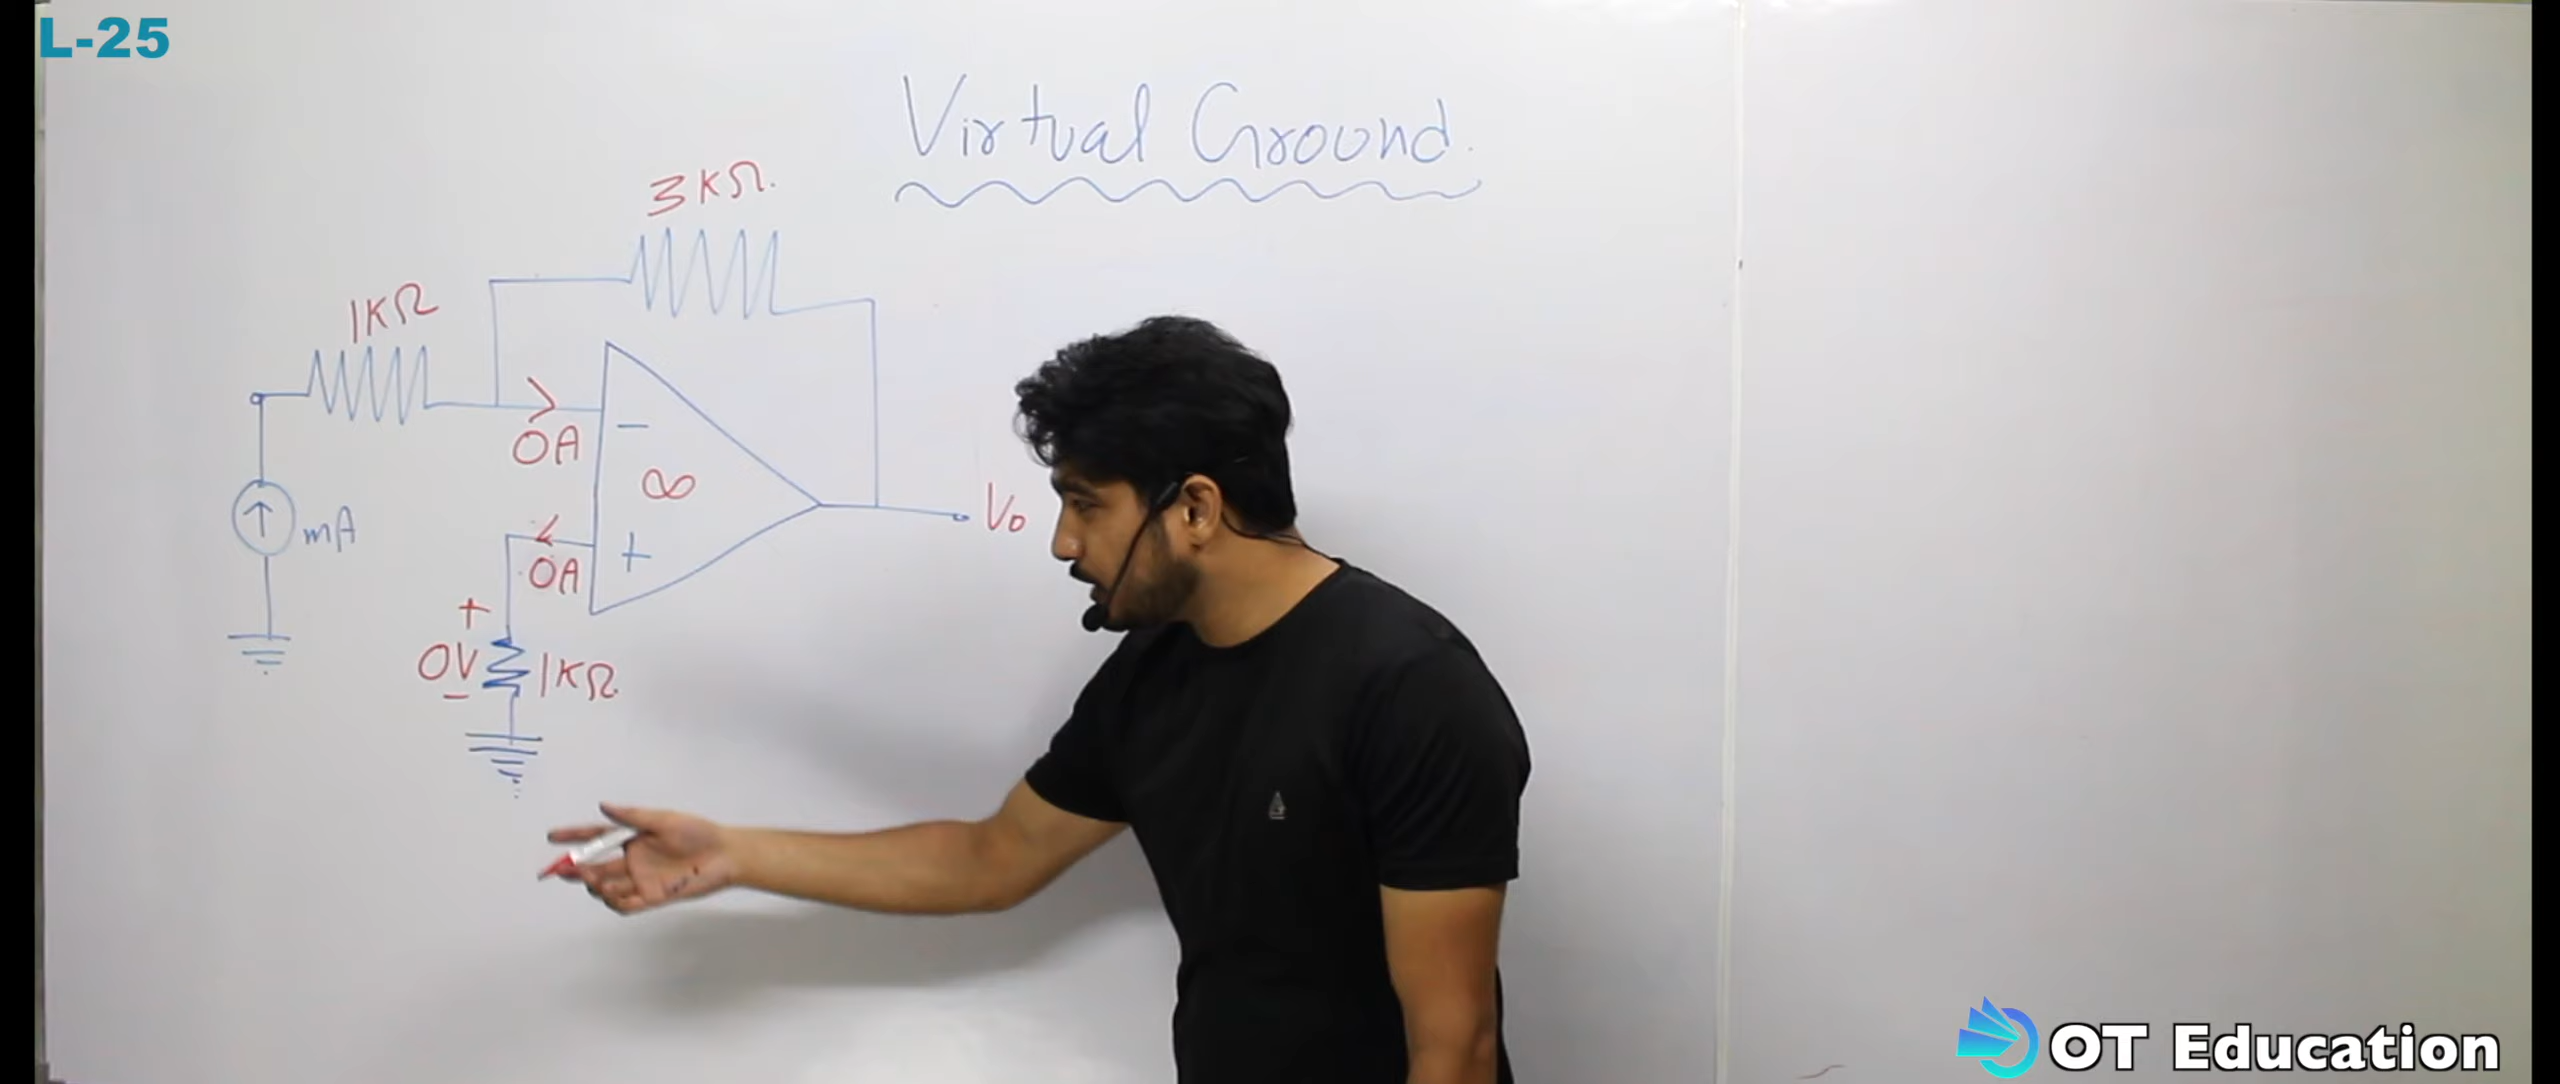 L-25
Virtual Ground.
3KΩ.
1KΩ
0A
−
∞
mA
+
0A
Vo
+
0V
−
1KΩ.
OT Education